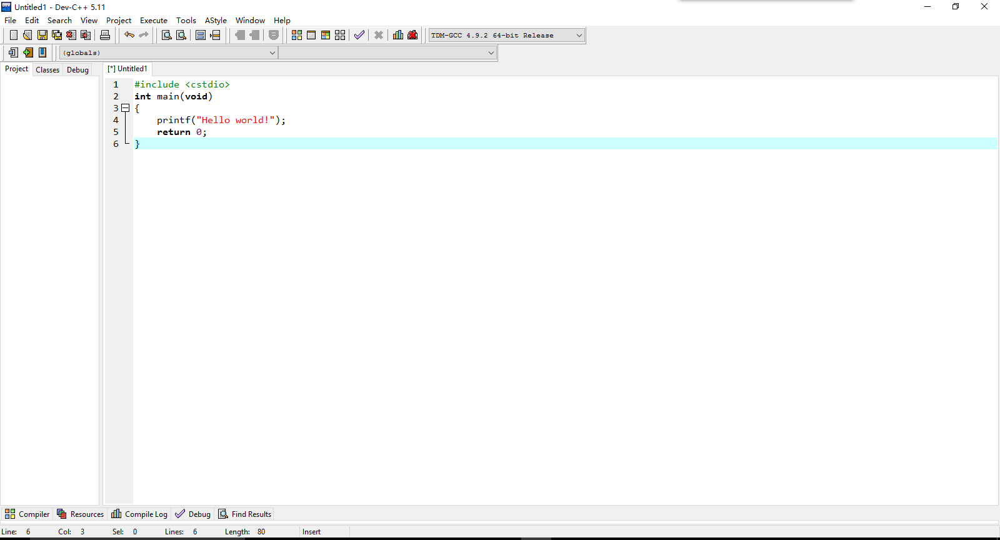 Untitled1 - Dev-C++ 5.11
File Edit Search View Project Execute Tools AStyle Window Help
TDM-GCC 4.9.2 64-bit Release
(globals)
Project Classes Debug [*] Untitled1
1 #include <cstdio>
2 int main(void)
3 {
4 printf("Hello world!");
5 return 0;
6 }
Compiler Resources Compile Log Debug Find Results
Line: 6 Col: 3 Sel: 0 Lines: 6 Length: 80 Insert